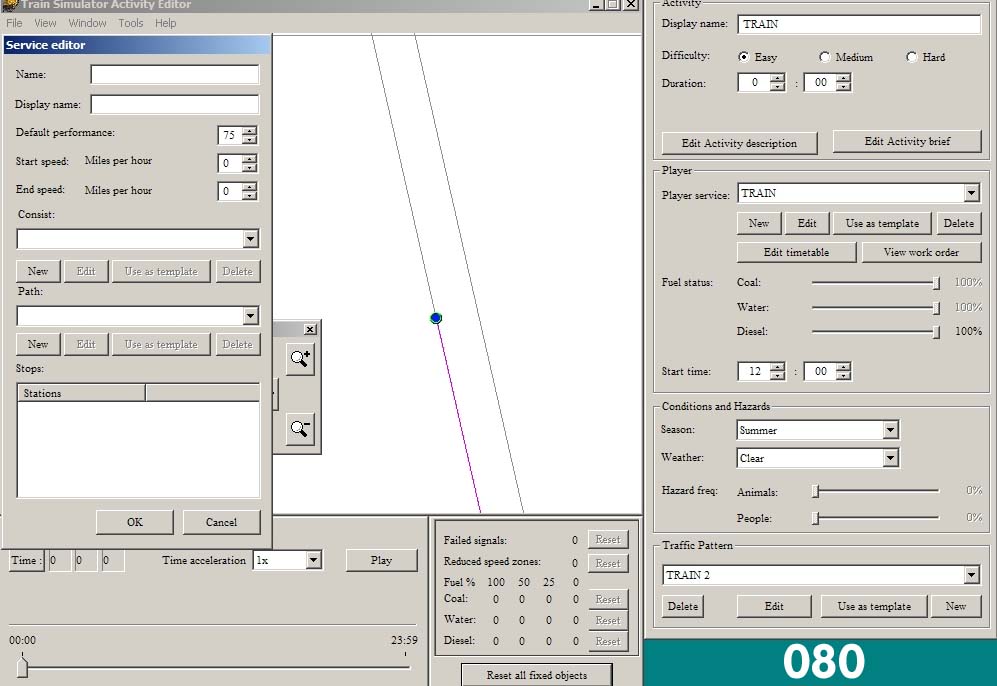 Train Simulator Activity Editor
File View Window Tools Help
Service editor
Name:
Display name:
Default performance: 75
Start speed: Miles per hour 0
End speed: Miles per hour 0
Consist:
New Edit Use as template Delete
Path:
New Edit Use as template Delete
Stops:
Stations
OK Cancel
Time : 0 0 0 Time acceleration 1x Play
00:00 23:59
Failed signals: 0 Reset
Reduced speed zones: 0 Reset
Fuel % 100 50 25 0
Coal: 0 0 0 0 Reset
Water: 0 0 0 0 Reset
Diesel: 0 0 0 0 Reset
Reset all fixed objects
Activity
Display name: TRAIN
Difficulty: Easy Medium Hard
Duration: 0 : 00
Edit Activity description Edit Activity brief
Player
Player service: TRAIN
New Edit Use as template Delete
Edit timetable View work order
Fuel status: Coal: 100%
Water: 100%
Diesel: 100%
Start time: 12 : 00
Conditions and Hazards
Season: Summer
Weather: Clear
Hazard freq: Animals: 0%
People: 0%
Traffic Pattern
TRAIN 2
Delete Edit Use as template New
080